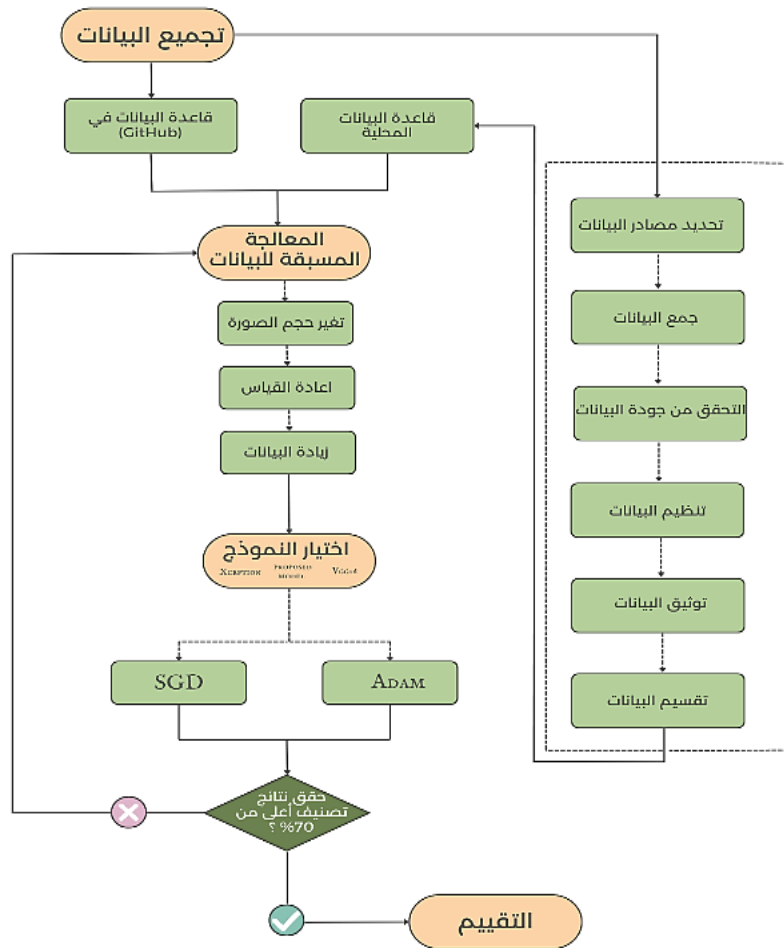 تجميع البيانات
قاعدة البيانات في
(GitHub)
قاعدة البيانات
المحلية
تحديد مصادر البيانات
جمع البيانات
التحقق من جودة البيانات
تنظيم البيانات
توثيق البيانات
تقسيم البيانات
المعالجة
المسبقة للبيانات
تغير حجم الصورة
اعادة القياس
زيادة البيانات
اختيار النموذج
Xception
Proposed
model
Vgg16
SGD
Adam
حقق نتائج
تصنيف أعلى من
70% ؟
التقييم